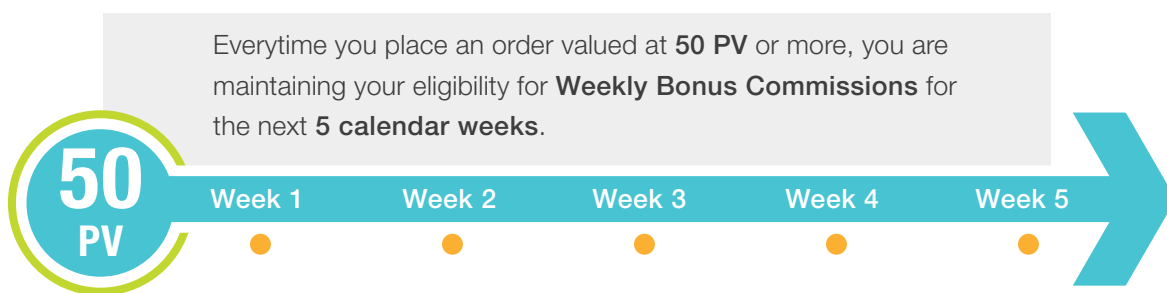 Everytime you place an order valued at 50 PV or more, you are
maintaining your eligibility for Weekly Bonus Commissions for
the next 5 calendar weeks.
50
PV
Week 1 Week 2 Week 3 Week 4 Week 5